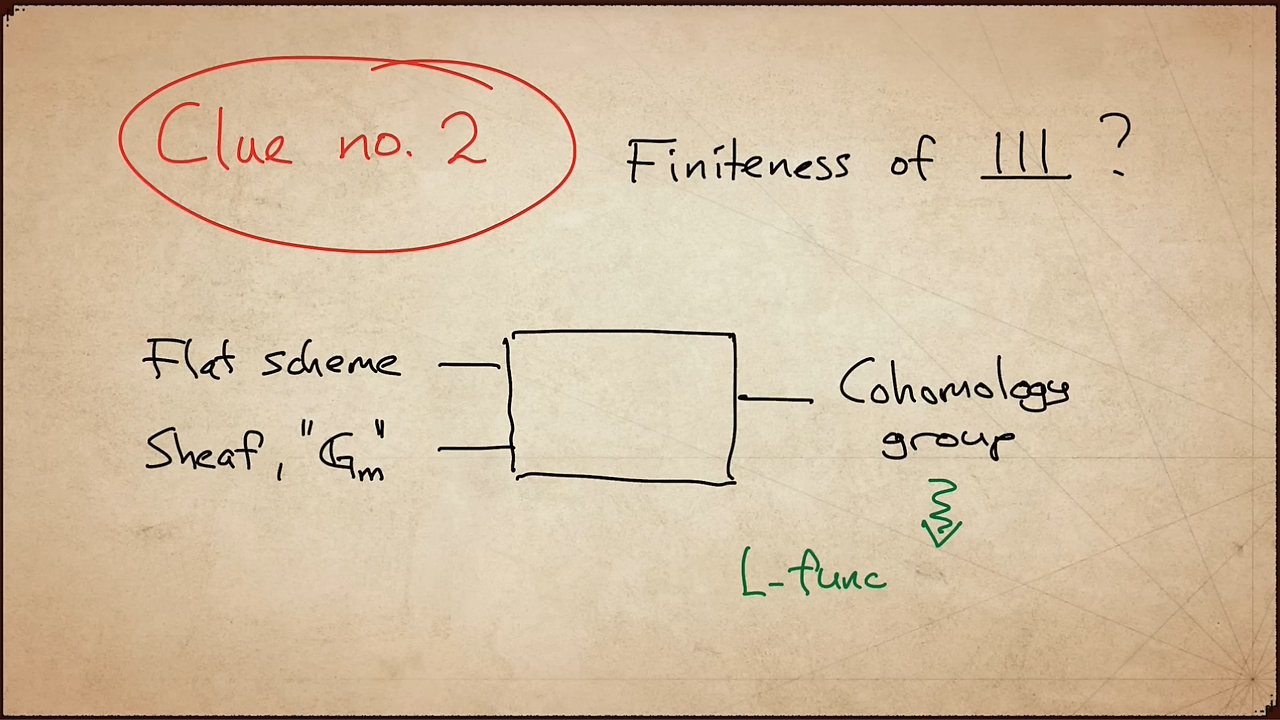 Clue no. 2
Finiteness of Ш ?
Flat scheme
Sheaf, "𝔾ₘ"
Cohomology
group
L-func